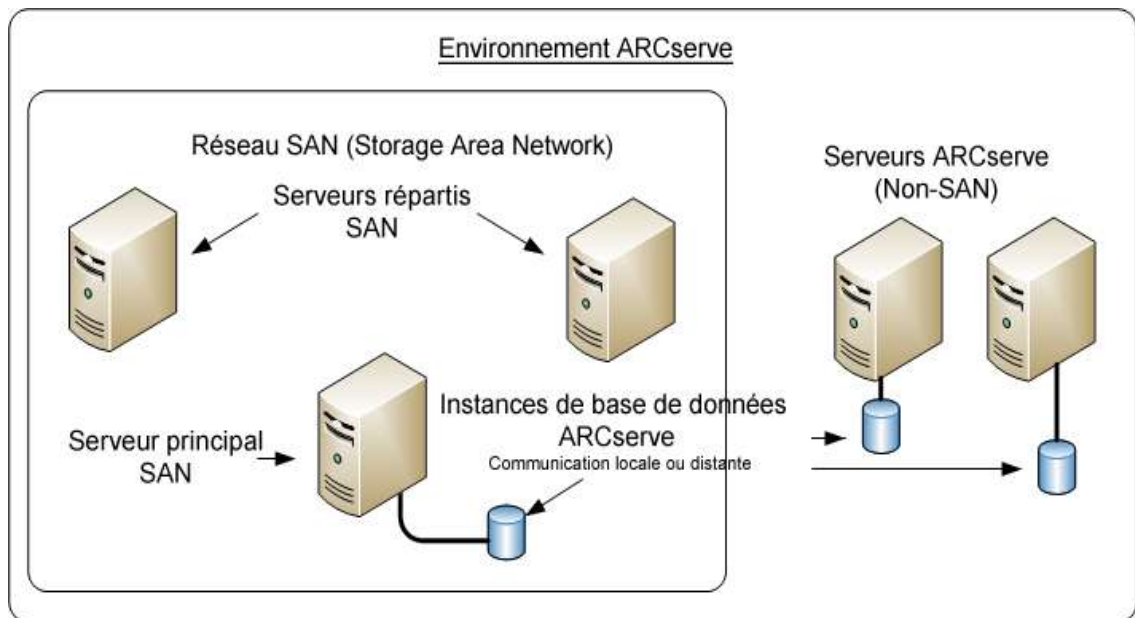 Environnement ARCserve
Réseau SAN (Storage Area Network)
Serveurs répartis
SAN
Serveurs ARCserve
(Non-SAN)
Instances de base de données
ARCserve
Communication locale ou distante
Serveur principal
SAN